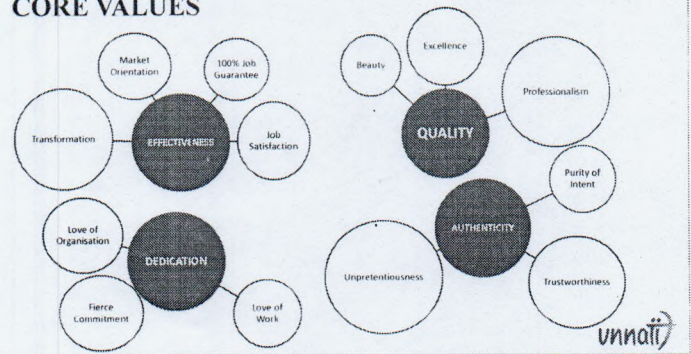 CORE VALUES
Market
Orientation
100% Job
Guarantee
Transformation
EFFECTIVENESS
Job
Satisfaction
Beauty
Excellence
Professionalism
QUALITY
Love of
Organisation
DEDICATION
Fierce
Commitment
Love of
Work
Purity of
Intent
AUTHENTICITY
Unpretentiousness
Trustworthiness
unnati